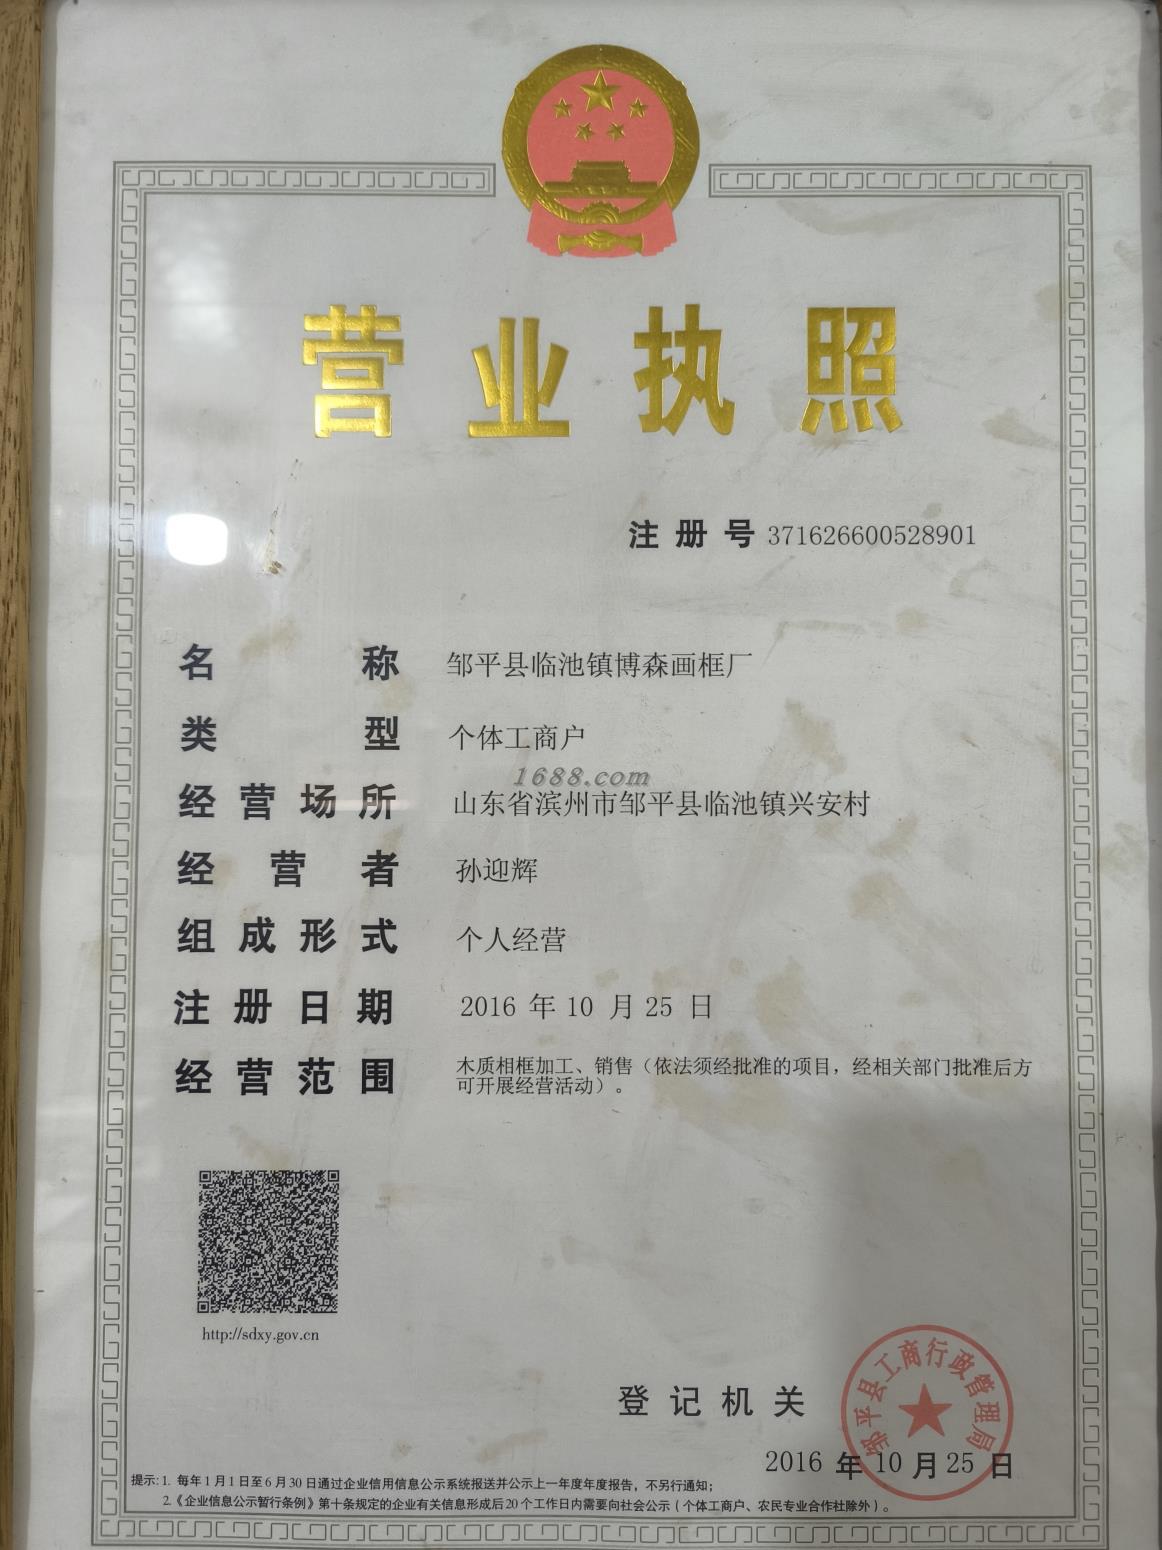 营业执照
注册号 371626600528901
名称 邹平县临池镇博森画框厂
类型 个体工商户
1688.com
经营场所 山东省滨州市邹平县临池镇兴安村
经营者 孙迎辉
组成形式 个人经营
注册日期 2016 年 10 月 25 日
经营范围 木质相框加工、销售（依法须经批准的项目，经相关部门批准后方
可开展经营活动）。
http://sdxy.gov.cn
登记机关
邹平县工商行政管理局
2016 年 10 月 25 日
提示: 1. 每年1月1日至6月30日通过企业信用信息公示系统报送并公示上一年度年度报告，不另行通知；
2.《企业信息公示暂行条例》第十条规定的企业有关信息形成后20个工作日内需要向社会公示（个体工商户、农民专业合作社除外）。